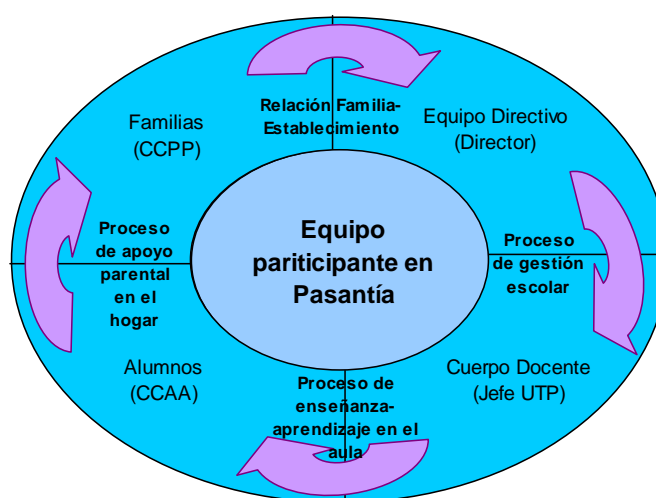 Relación Familia-
Establecimiento
Familias
(CCPP)
Equipo Directivo
(Director)
Equipo
pariticipante en
Pasantía
Proceso
de apoyo
parental
en el
hogar
Proceso
de gestión
escolar
Alumnos
(CCAA)
Cuerpo Docente
(Jefe UTP)
Proceso de
enseñanza-
aprendizaje en el
aula